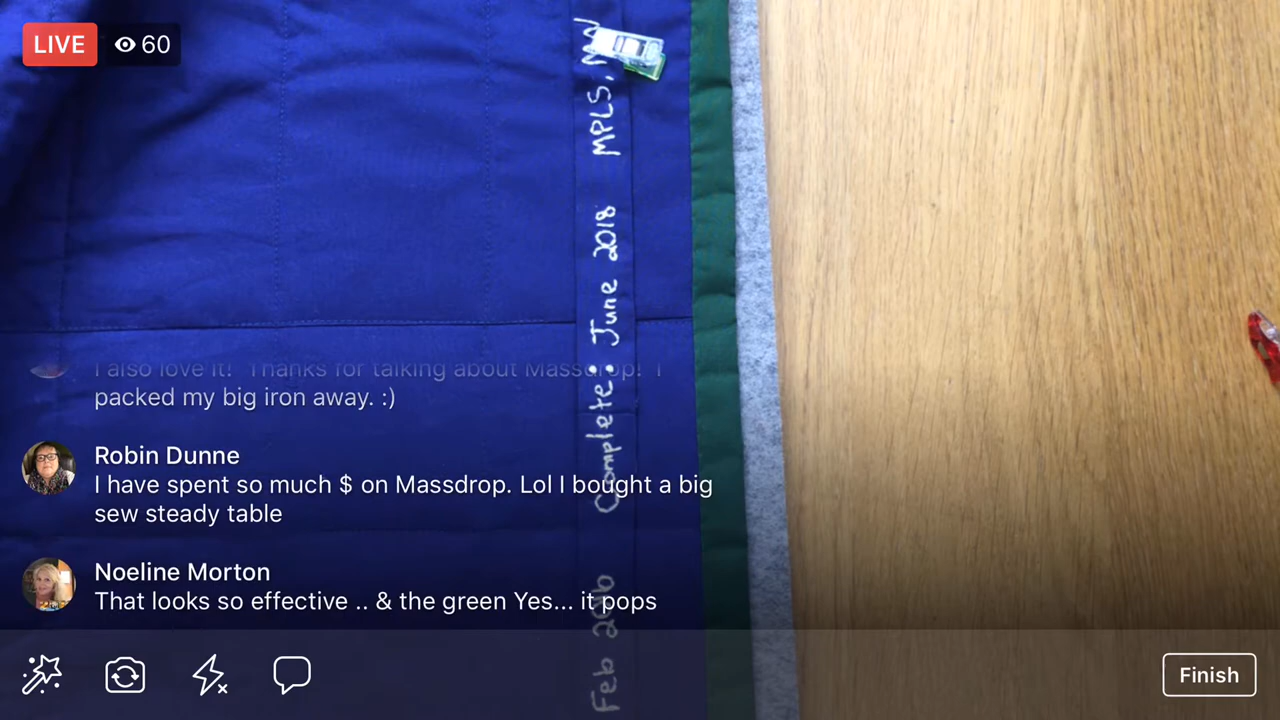 LIVE
60
Feb 2016 Complete: June 2018 MPLS, MN
I also love it! Thanks for talking about Massdrop! I
packed my big iron away. :)
Robin Dunne
I have spent so much $ on Massdrop. Lol I bought a big
sew steady table
Noeline Morton
That looks so effective .. & the green Yes... it pops
Finish